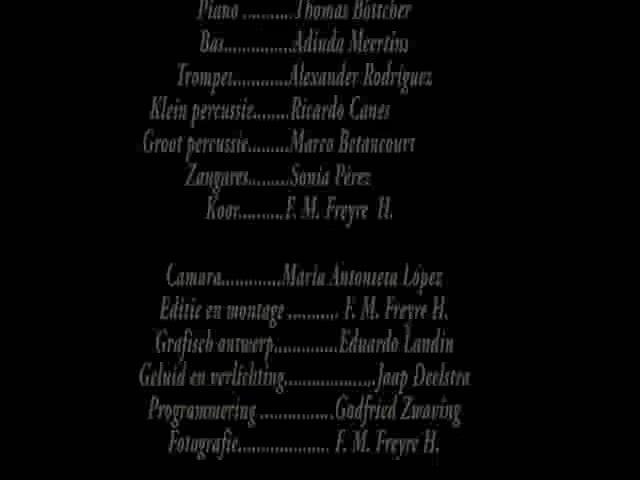 Piano ..........Thomas Böttcher
Bas...............Adinda Meertins
Trompet............Alexander Rodríguez
Klein percussie........Ricardo Canes
Groot percussie.........Marco Betancourt
Zangares.........Sonia Pérez
Koor..........F. M. Freyre H.
Camara.............María Antonieta López
Editie en montage ........... F. M. Freyre H.
Grafisch ontwerp..............Eduardo Landin
Geluid en verlichting....................Jaap Deelstra
Programmering ................Godfried Zwaving
Fotografie.................... F. M. Freyre H.